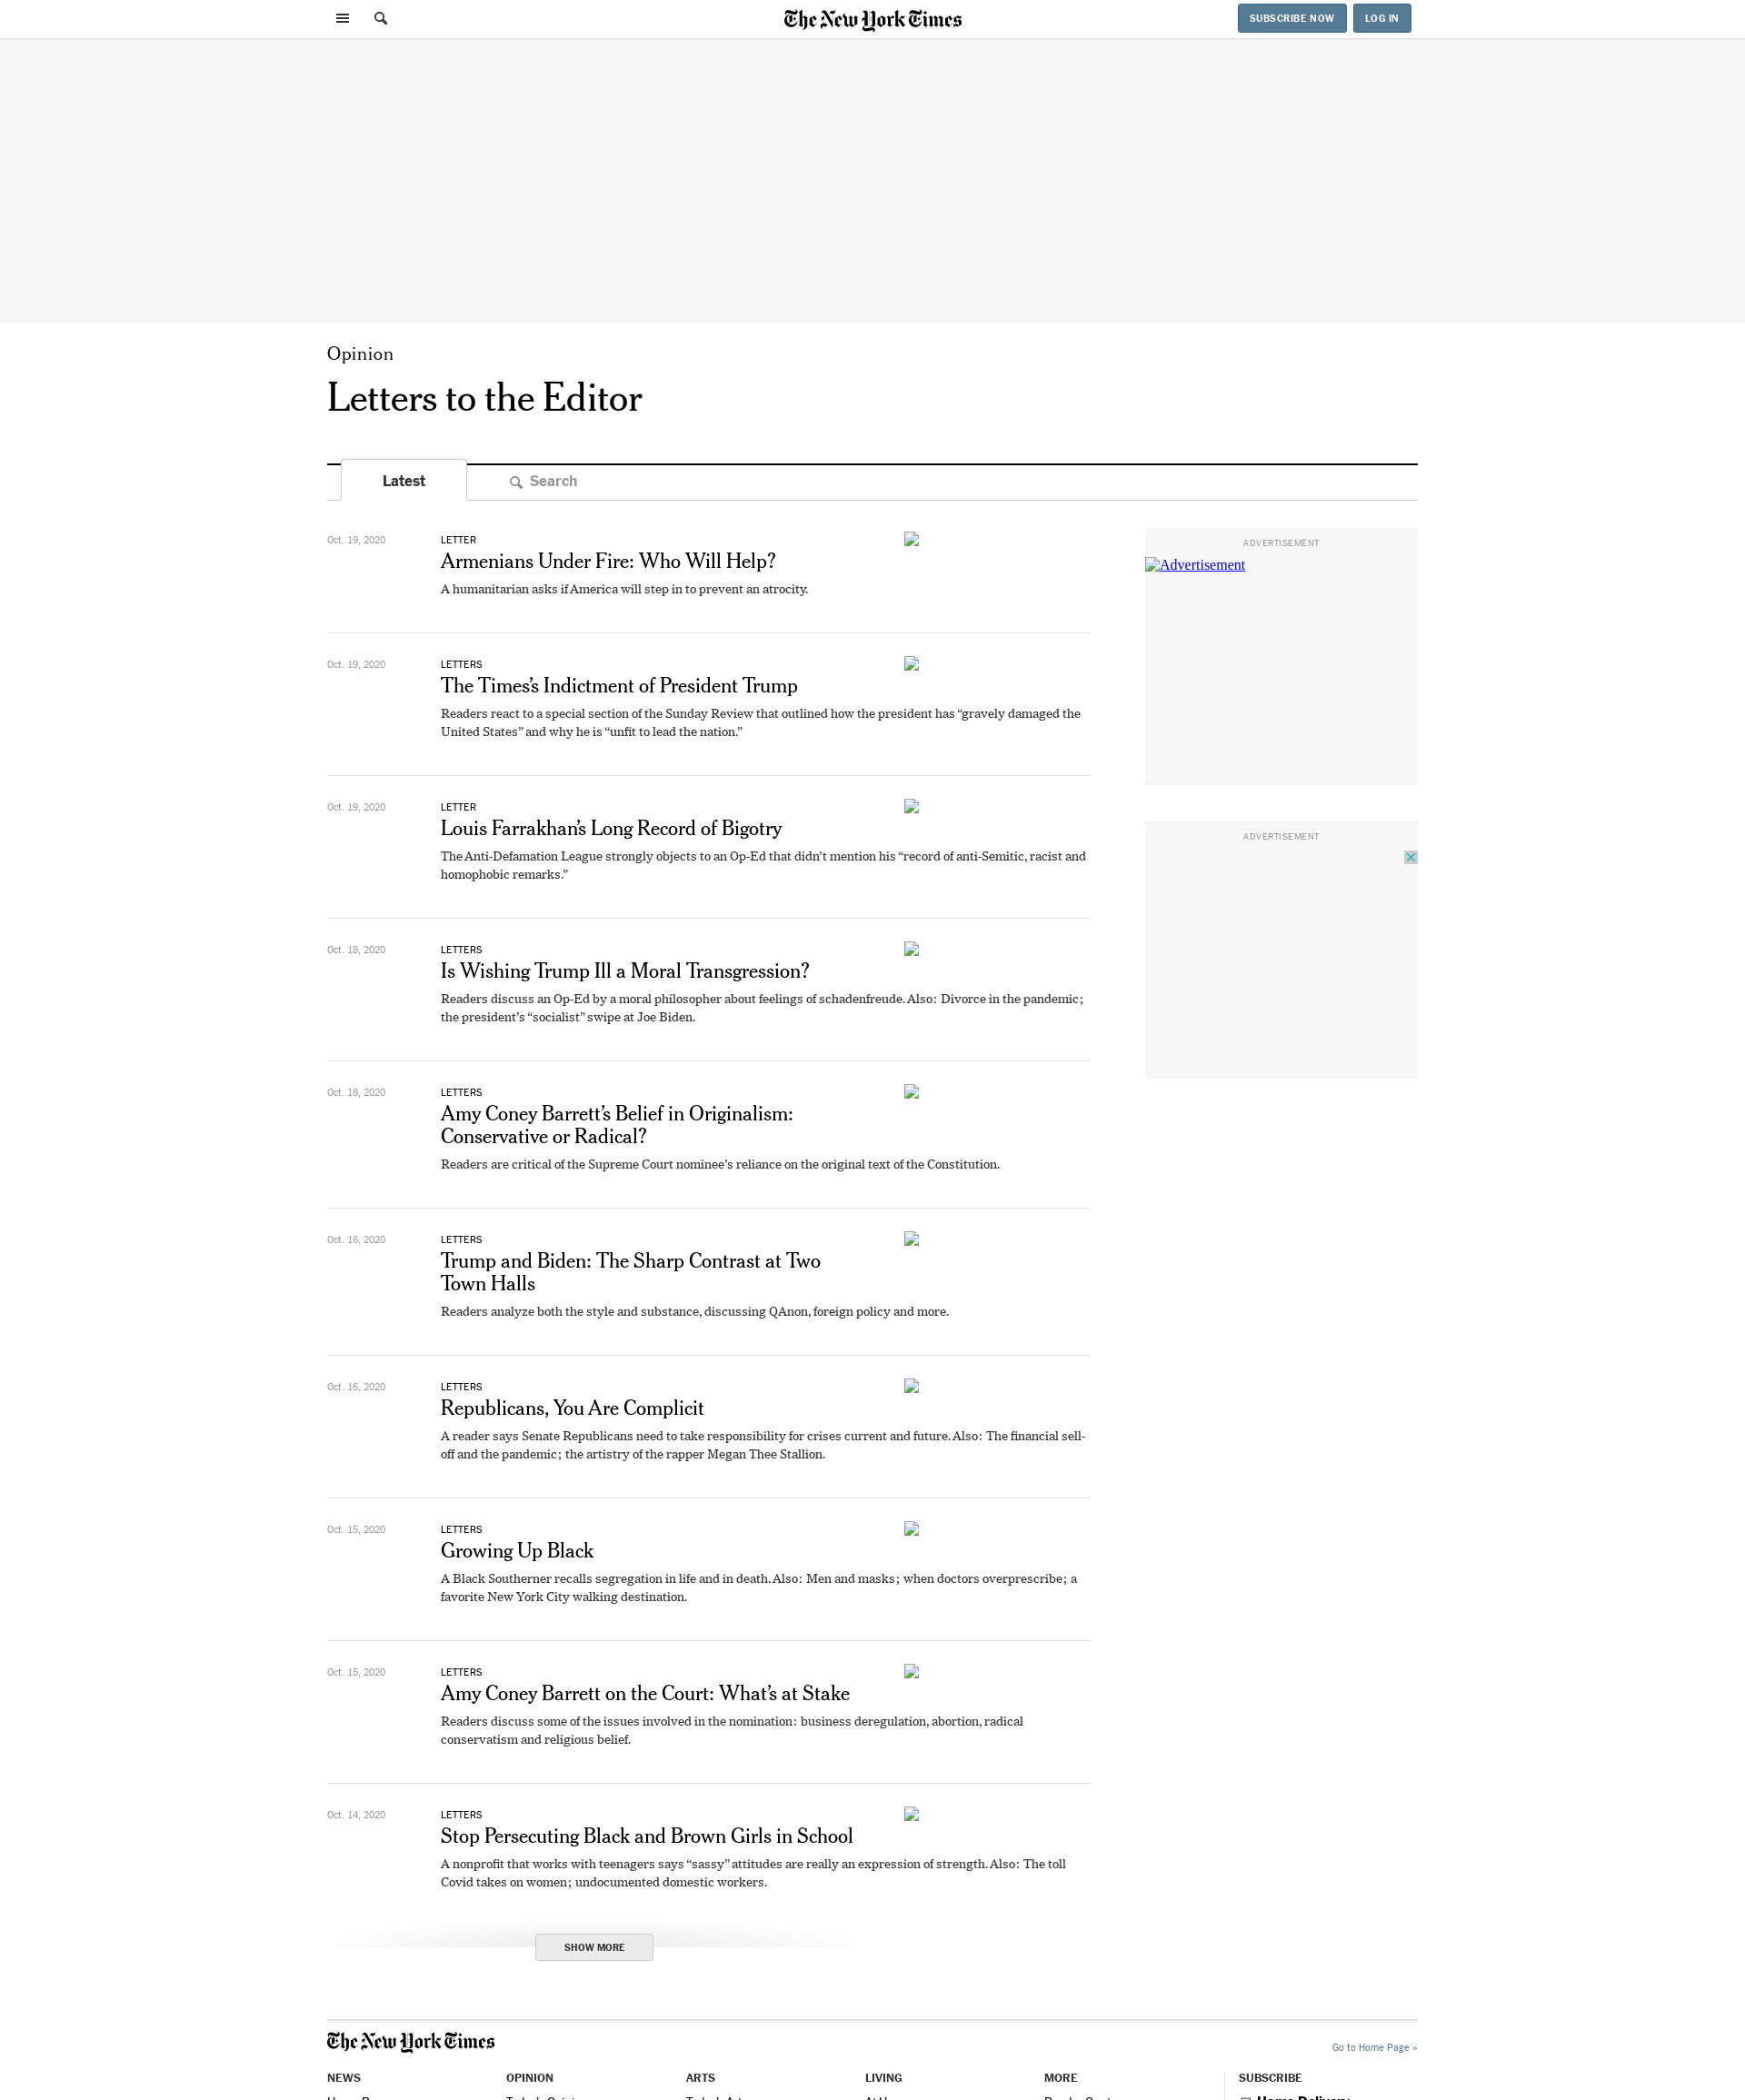 The New York Times
SUBSCRIBE NOW
LOG IN
Opinion
Letters to the Editor
Latest
Search
Oct. 19, 2020
LETTER
Armenians Under Fire: Who Will Help?
A humanitarian asks if America will step in to prevent an atrocity.
ADVERTISEMENT
Advertisement
Oct. 19, 2020
LETTERS
The Times’s Indictment of President Trump
Readers react to a special section of the Sunday Review that outlined how the president has “gravely damaged the
United States” and why he is “unfit to lead the nation.”
Oct. 19, 2020
LETTER
Louis Farrakhan’s Long Record of Bigotry
The Anti-Defamation League strongly objects to an Op-Ed that didn’t mention his “record of anti-Semitic, racist and
homophobic remarks.”
ADVERTISEMENT
Oct. 18, 2020
LETTERS
Is Wishing Trump Ill a Moral Transgression?
Readers discuss an Op-Ed by a moral philosopher about feelings of schadenfreude. Also: Divorce in the pandemic;
the president’s “socialist” swipe at Joe Biden.
Oct. 18, 2020
LETTERS
Amy Coney Barrett’s Belief in Originalism:
Conservative or Radical?
Readers are critical of the Supreme Court nominee’s reliance on the original text of the Constitution.
Oct. 16, 2020
LETTERS
Trump and Biden: The Sharp Contrast at Two
Town Halls
Readers analyze both the style and substance, discussing QAnon, foreign policy and more.
Oct. 16, 2020
LETTERS
Republicans, You Are Complicit
A reader says Senate Republicans need to take responsibility for crises current and future. Also: The financial sell-
off and the pandemic; the artistry of the rapper Megan Thee Stallion.
Oct. 15, 2020
LETTERS
Growing Up Black
A Black Southerner recalls segregation in life and in death. Also: Men and masks; when doctors overprescribe; a
favorite New York City walking destination.
Oct. 15, 2020
LETTERS
Amy Coney Barrett on the Court: What’s at Stake
Readers discuss some of the issues involved in the nomination: business deregulation, abortion, radical
conservatism and religious belief.
Oct. 14, 2020
LETTERS
Stop Persecuting Black and Brown Girls in School
A nonprofit that works with teenagers says “sassy” attitudes are really an expression of strength. Also: The toll
Covid takes on women; undocumented domestic workers.
SHOW MORE
The New York Times
Go to Home Page »
NEWS
OPINION
ARTS
LIVING
MORE
SUBSCRIBE
Home Delivery